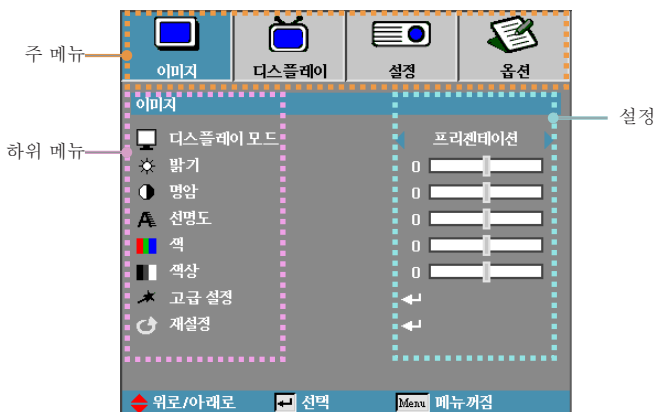 주 메뉴
이미지
디스플레이
설정
옵션
이미지
설정
하위 메뉴
디스플레이 모드
프리젠테이션
밝기
0
명암
0
선명도
0
색
0
색상
0
고급 설정
재설정
위로/아래로
선택
Menu 메뉴꺼짐